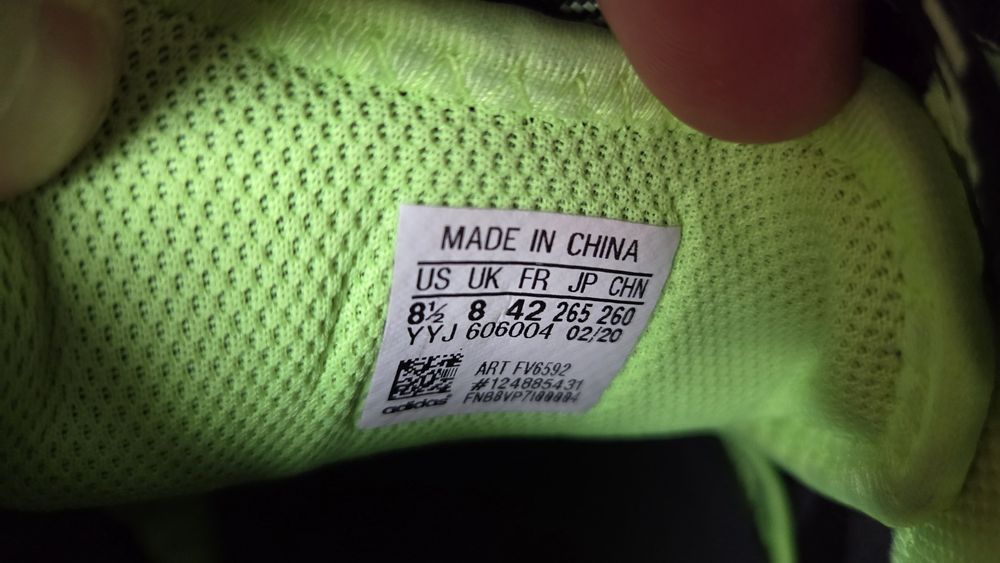 MADE IN CHINA
US UK FR JP CHN
8½ 8 42 265 260
YYJ 606004 02/20
ART FV6592
#124885431
adidas